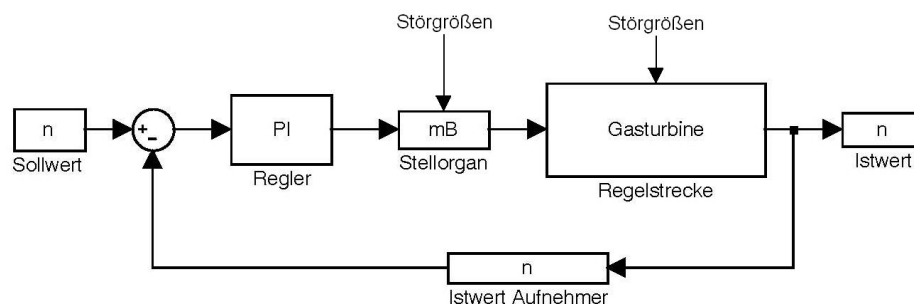 Störgrößen
Störgrößen
n
+
-
PI
mB
Gasturbine
n
Sollwert
Regler
Stellorgan
Regelstrecke
Istwert
n
Istwert Aufnehmer